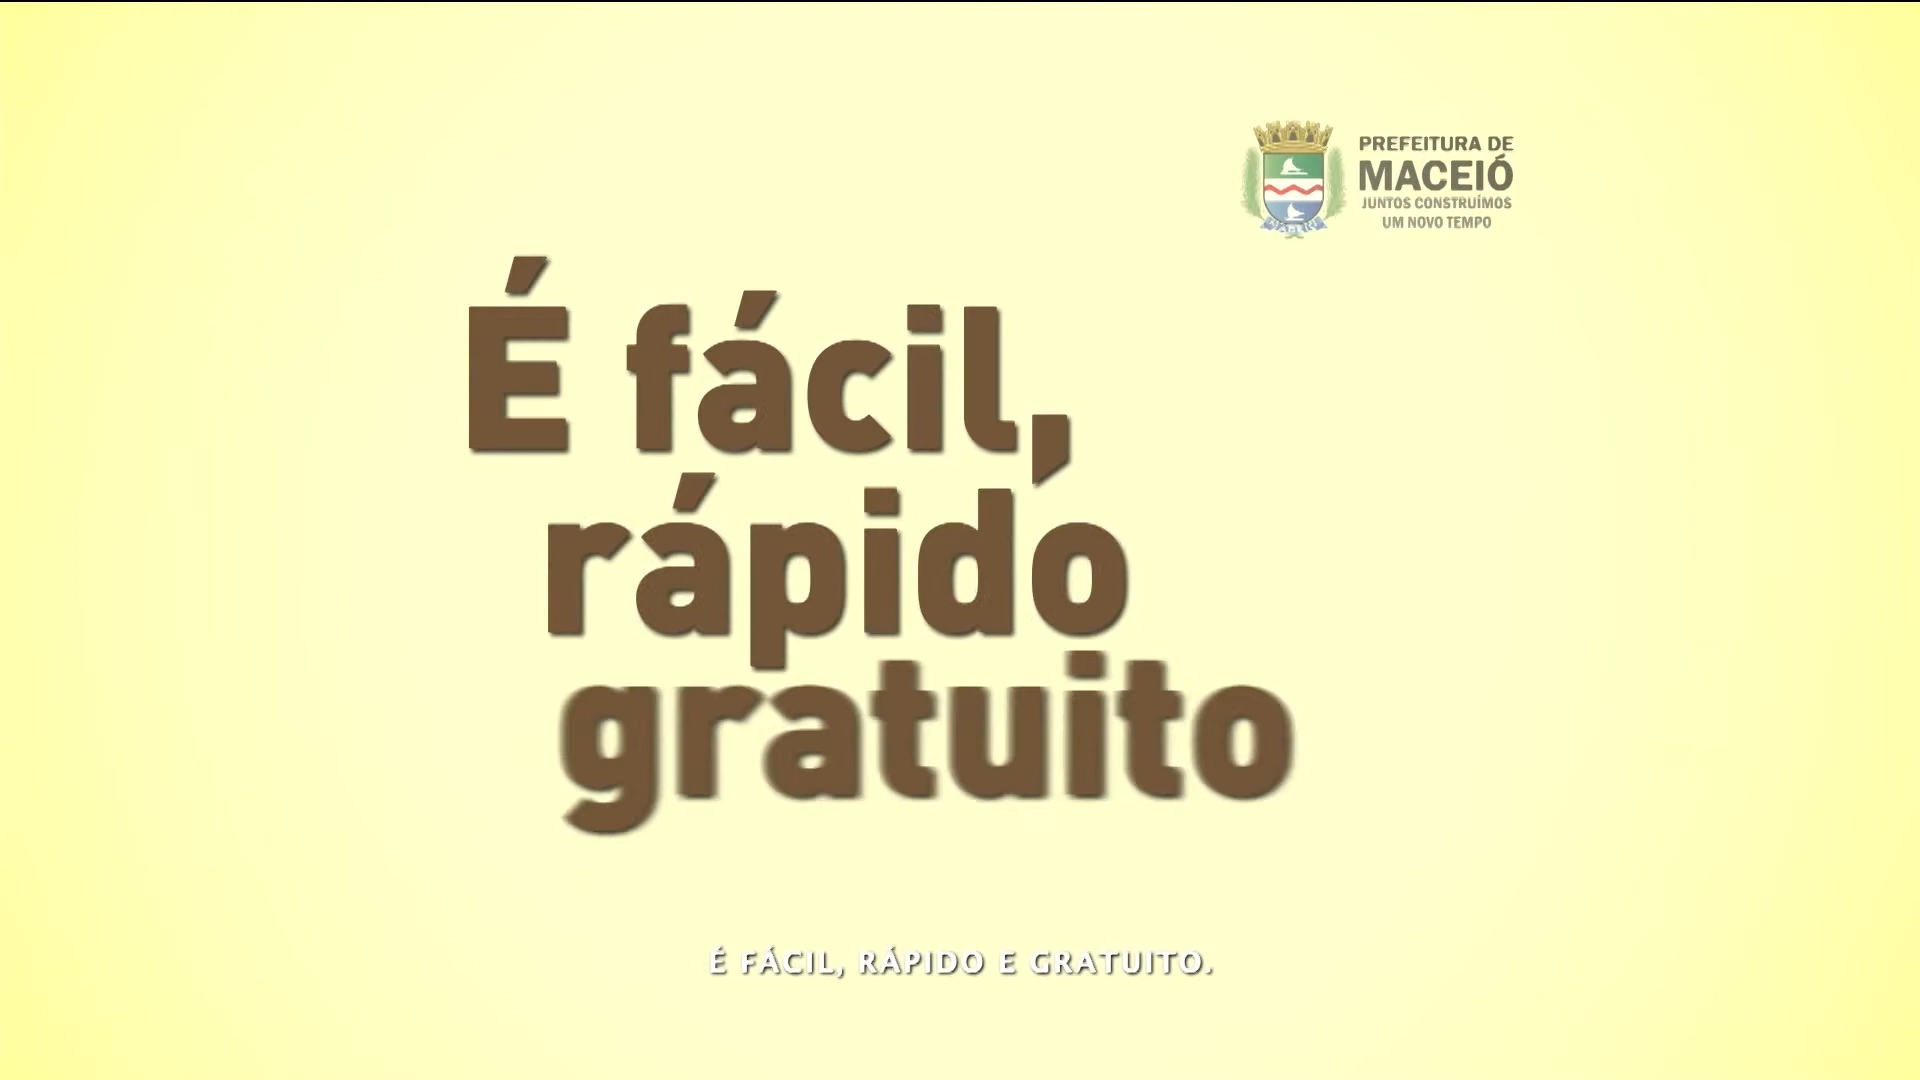 PREFEITURA DE
MACEIÓ
JUNTOS CONSTRUÍMOS
UM NOVO TEMPO
É fácil,
rápido
gratuito
É FÁCIL, RÁPIDO E GRATUITO.